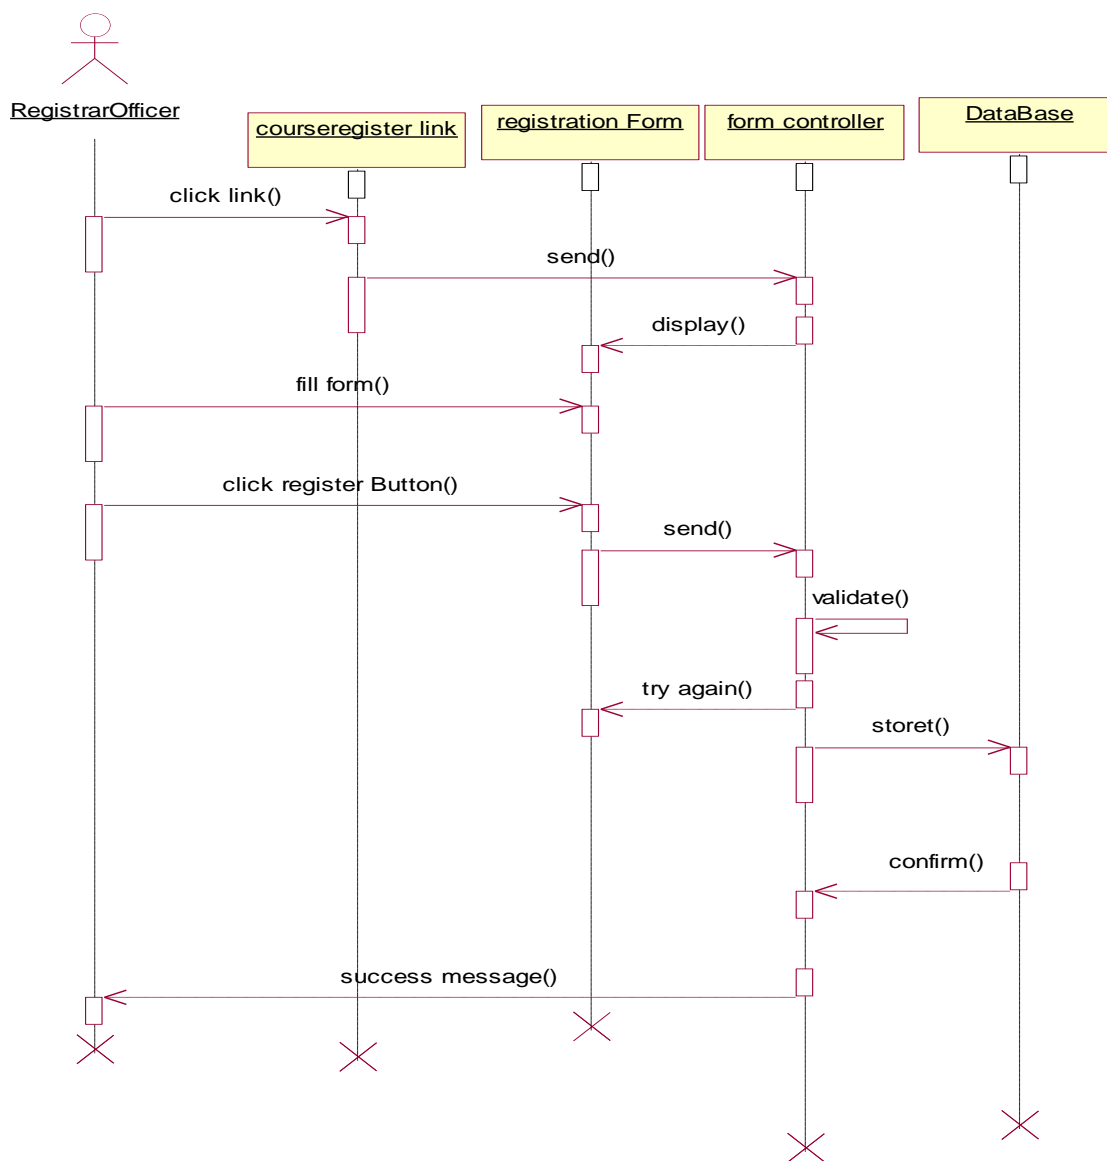 RegistrarOfficer
courseregister link
registration Form
form controller
DataBase
click link()
send()
display()
fill form()
click register Button()
send()
validate()
try again()
storet()
confirm()
success message()